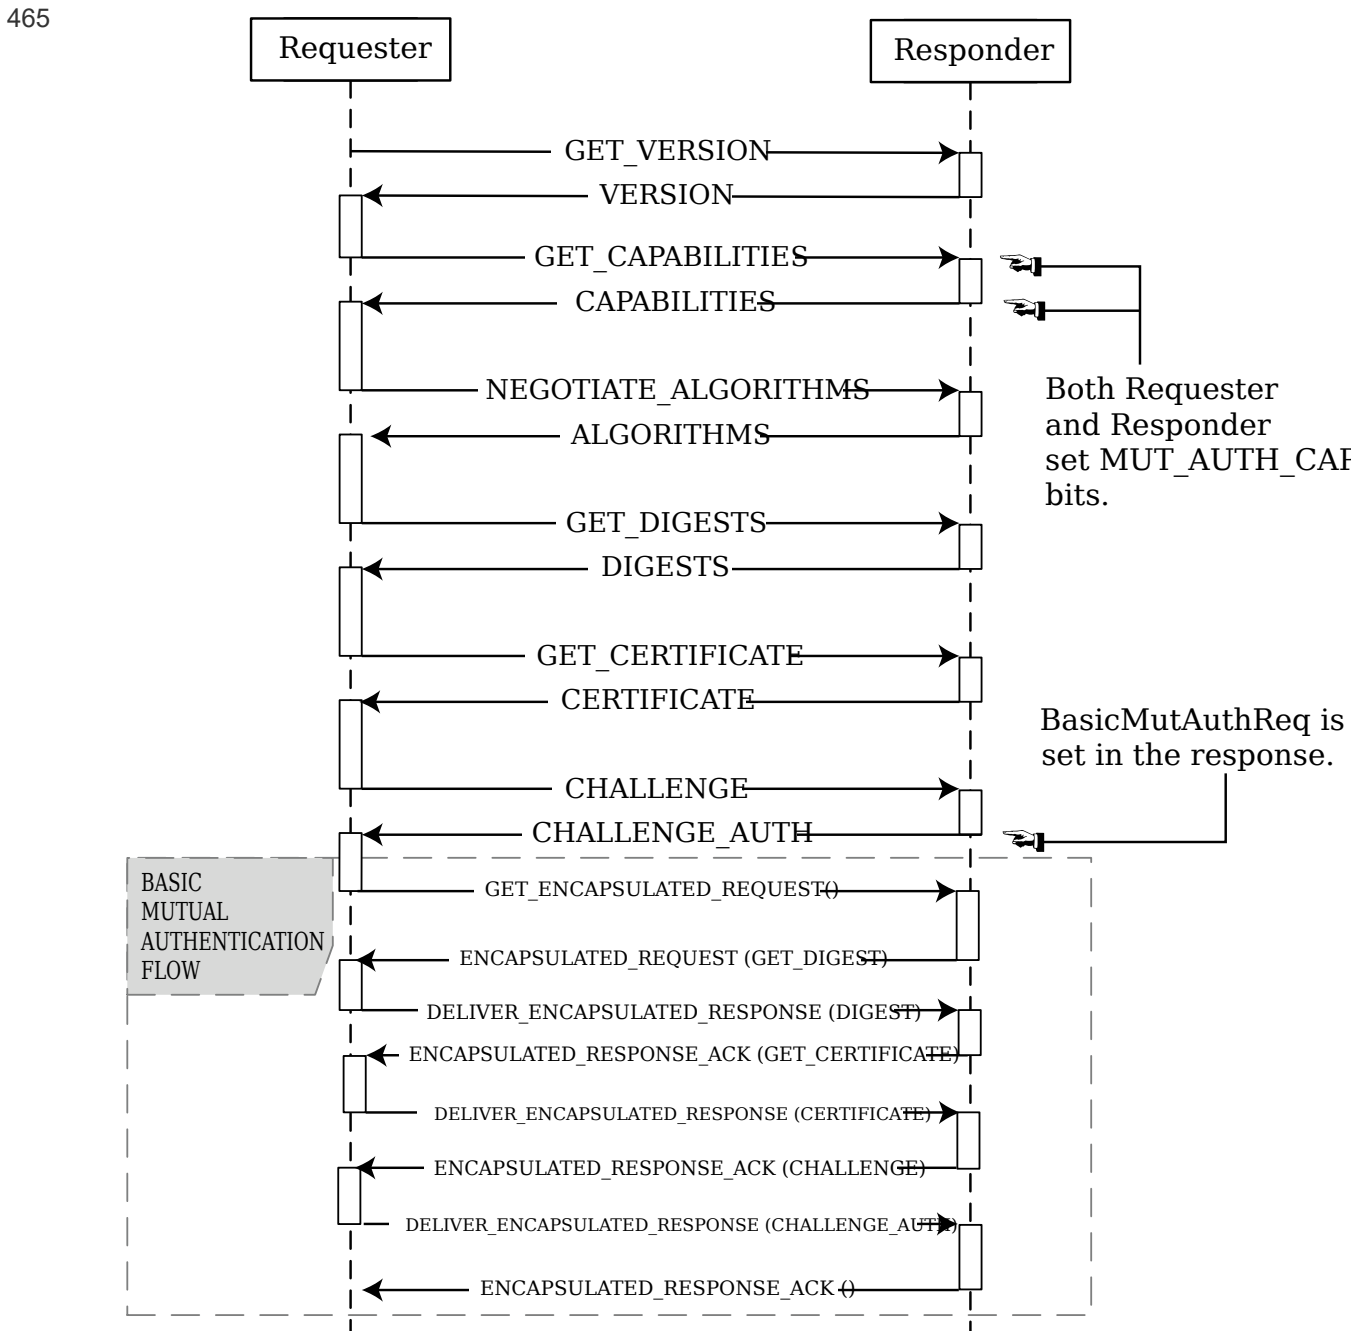 465
Requester
Responder
GET_VERSION
VERSION
GET_CAPABILITIES
CAPABILITIES
NEGOTIATE_ALGORITHMS
ALGORITHMS
Both Requester
and Responder
set MUT_AUTH_CAP
bits.
GET_DIGESTS
DIGESTS
GET_CERTIFICATE
CERTIFICATE
BasicMutAuthReq is
set in the response.
CHALLENGE
CHALLENGE_AUTH
BASIC
MUTUAL
AUTHENTICATION
FLOW
GET_ENCAPSULATED_REQUEST()
ENCAPSULATED_REQUEST (GET_DIGEST)
DELIVER_ENCAPSULATED_RESPONSE (DIGEST)
ENCAPSULATED_RESPONSE_ACK (GET_CERTIFICATE)
DELIVER_ENCAPSULATED_RESPONSE (CERTIFICATE)
ENCAPSULATED_RESPONSE_ACK (CHALLENGE)
DELIVER_ENCAPSULATED_RESPONSE (CHALLENGE_AUTH)
ENCAPSULATED_RESPONSE_ACK ()